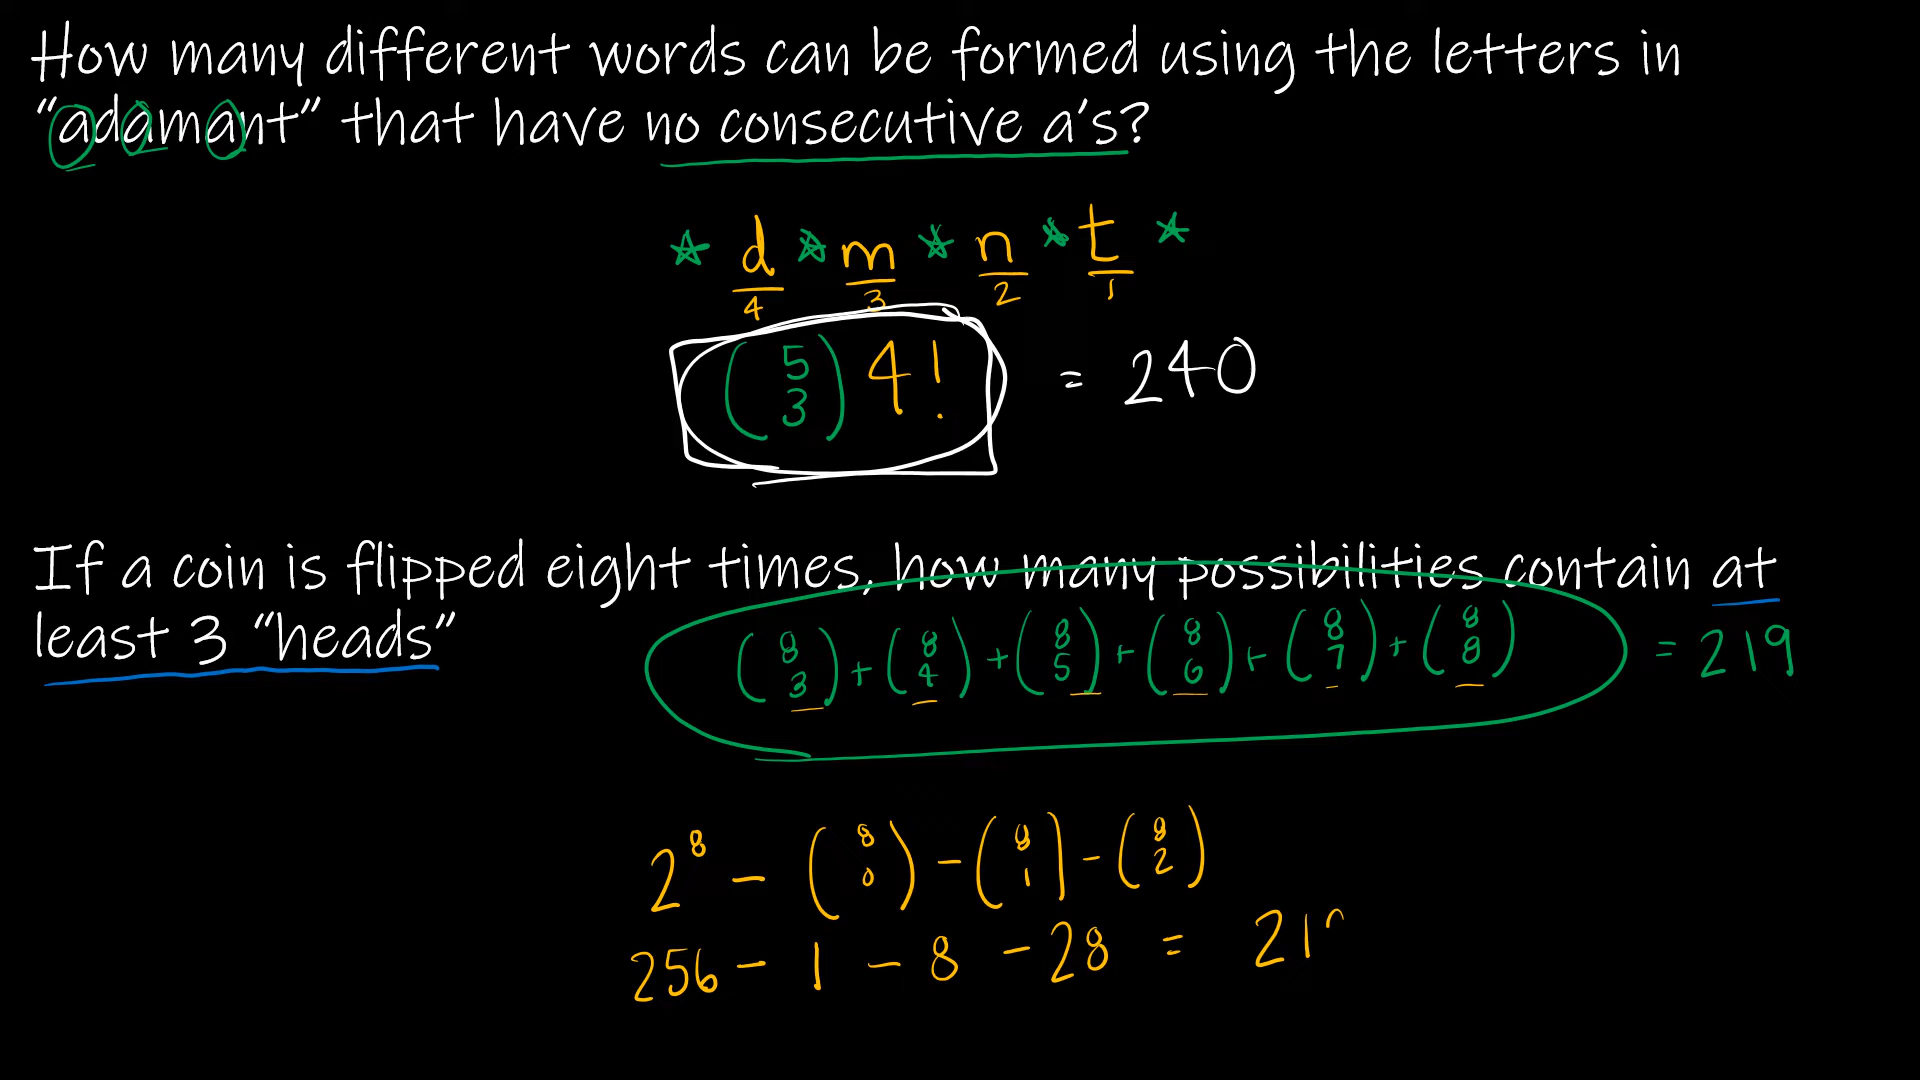 How many different words can be formed using the letters in
“adamant” that have no consecutive a’s?
* d * m * n * t *
4 3 2 1
(5 3) 4! = 240
If a coin is flipped eight times, how many possibilities contain at
least 3 “heads”
(8 3) + (8 4) + (8 5) + (8 6) + (8 7) + (8 8) = 219
2^8 - (8 0) - (8 1) - (8 2)
256 - 1 - 8 - 28 = 21